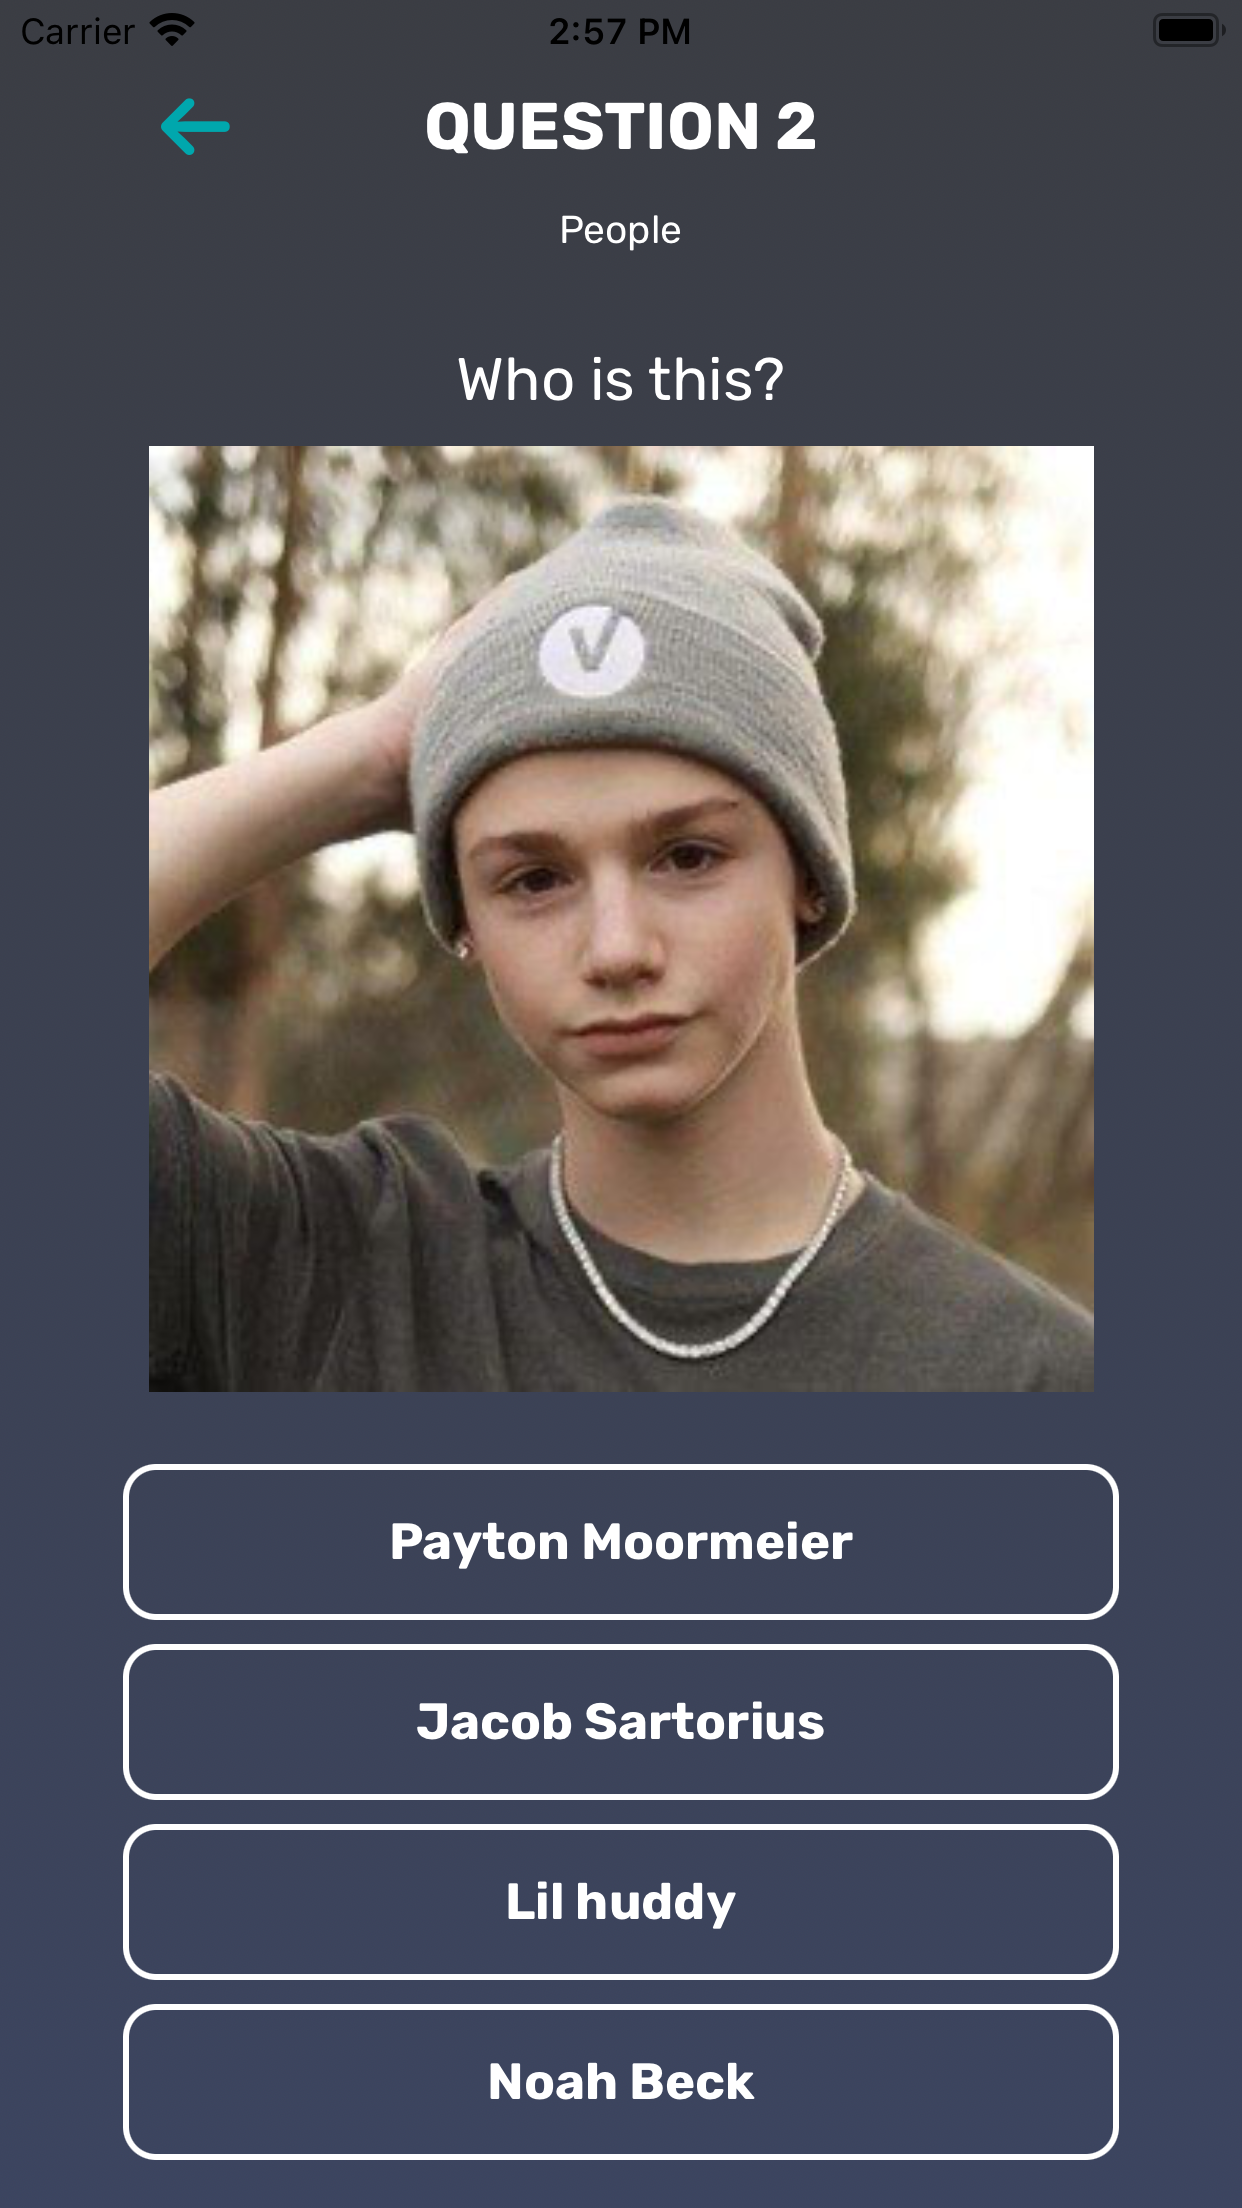 Carrier
2:57 PM
QUESTION 2
People
Who is this?
V
Payton Moormeier
Jacob Sartorius
Lil huddy
Noah Beck